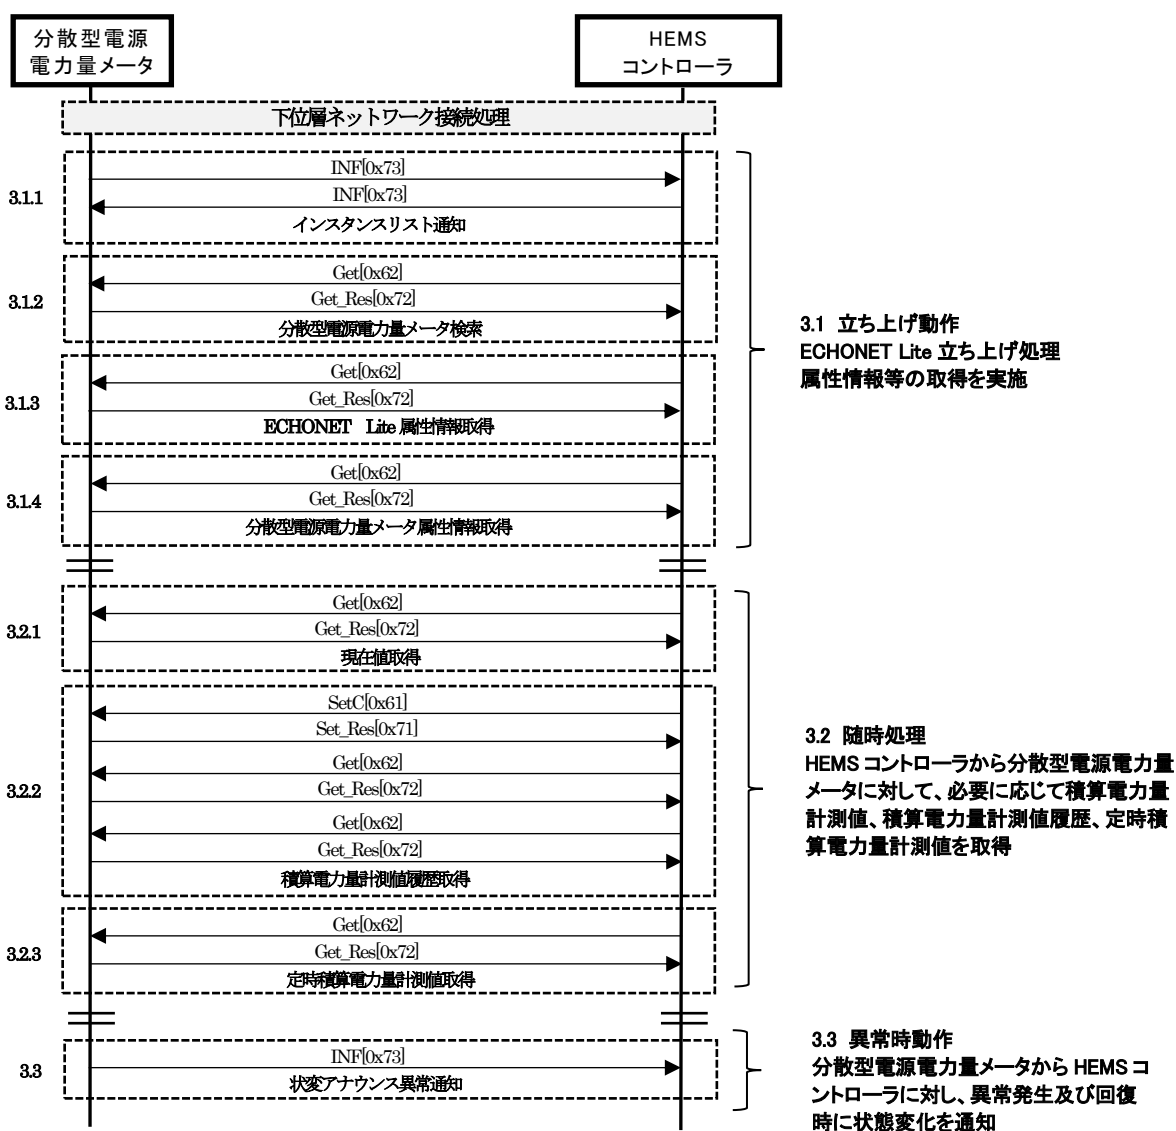 分散型電源
電力量メータ
HEMS
コントローラ
下位層ネットワーク接続処理
3.1.1
INF[0x73]
INF[0x73]
インスタンスリスト通知
3.1.2
Get[0x62]
Get_Res[0x72]
分散型電源電力量メータ検索
3.1.3
Get[0x62]
Get_Res[0x72]
ECHONET Lite 属性情報取得
3.1.4
Get[0x62]
Get_Res[0x72]
分散型電源電力量メータ属性情報取得
3.1 立ち上げ動作
ECHONET Lite 立ち上げ処理
属性情報等の取得を実施
3.2.1
Get[0x62]
Get_Res[0x72]
現在値取得
3.2.2
SetC[0x61]
Set_Res[0x71]
Get[0x62]
Get_Res[0x72]
Get[0x62]
Get_Res[0x72]
積算電力量計測値履歴取得
3.2.3
Get[0x62]
Get_Res[0x72]
定時積算電力量計測値取得
3.2 随時処理
HEMS コントローラから分散型電源電力量
メータに対して、必要に応じて積算電力量
計測値、積算電力量計測値履歴、定時積
算電力量計測値を取得
3.3
INF[0x73]
状変アナウンス異常通知
3.3 異常時動作
分散型電源電力量メータから HEMS コ
ントローラに対し、異常発生及び回復
時に状態変化を通知